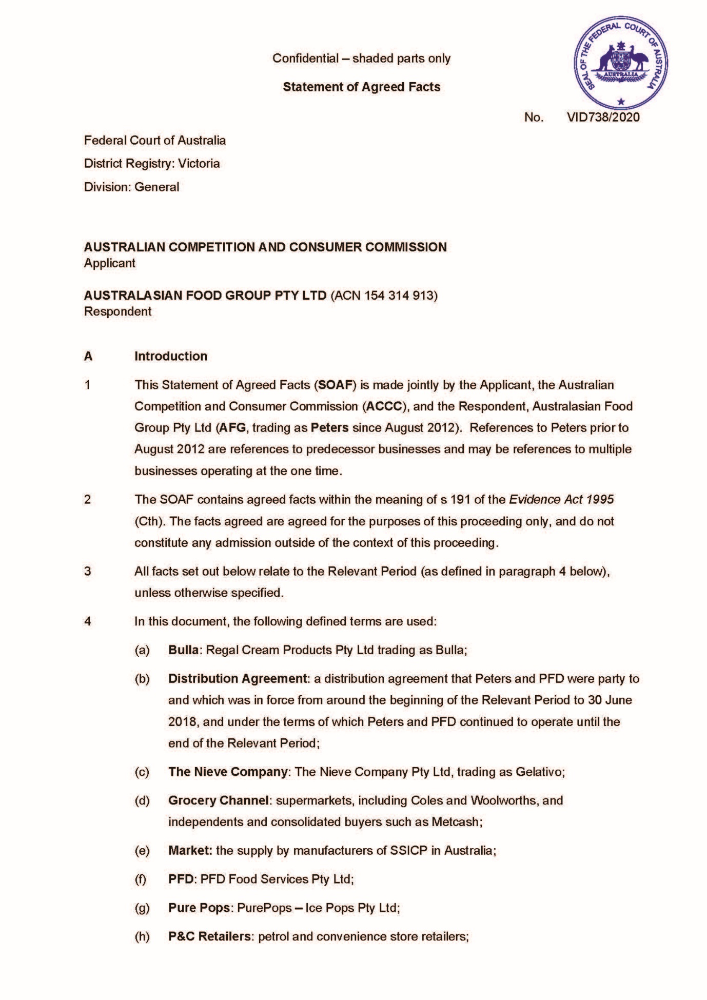 Confidential – shaded parts only
SEAL OF THE FEDERAL COURT OF AUSTRALIA
AUSTRALIA
Statement of Agreed Facts
No. VID738/2020
Federal Court of Australia
District Registry: Victoria
Division: General
AUSTRALIAN COMPETITION AND CONSUMER COMMISSION
Applicant
AUSTRALASIAN FOOD GROUP PTY LTD (ACN 154 314 913)
Respondent
A Introduction
1 This Statement of Agreed Facts (SOAF) is made jointly by the Applicant, the Australian
Competition and Consumer Commission (ACCC), and the Respondent, Australasian Food
Group Pty Ltd (AFG, trading as Peters since August 2012). References to Peters prior to
August 2012 are references to predecessor businesses and may be references to multiple
businesses operating at the one time.
2 The SOAF contains agreed facts within the meaning of s 191 of the Evidence Act 1995
(Cth). The facts agreed are agreed for the purposes of this proceeding only, and do not
constitute any admission outside of the context of this proceeding.
3 All facts set out below relate to the Relevant Period (as defined in paragraph 4 below),
unless otherwise specified.
4 In this document, the following defined terms are used:
(a) Bulla: Regal Cream Products Pty Ltd trading as Bulla;
(b) Distribution Agreement: a distribution agreement that Peters and PFD were party to
and which was in force from around the beginning of the Relevant Period to 30 June
2018, and under the terms of which Peters and PFD continued to operate until the
end of the Relevant Period;
(c) The Nieve Company: The Nieve Company Pty Ltd, trading as Gelativo;
(d) Grocery Channel: supermarkets, including Coles and Woolworths, and
independents and consolidated buyers such as Metcash;
(e) Market: the supply by manufacturers of SSICP in Australia;
(f) PFD: PFD Food Services Pty Ltd;
(g) Pure Pops: PurePops – Ice Pops Pty Ltd;
(h) P&C Retailers: petrol and convenience store retailers;